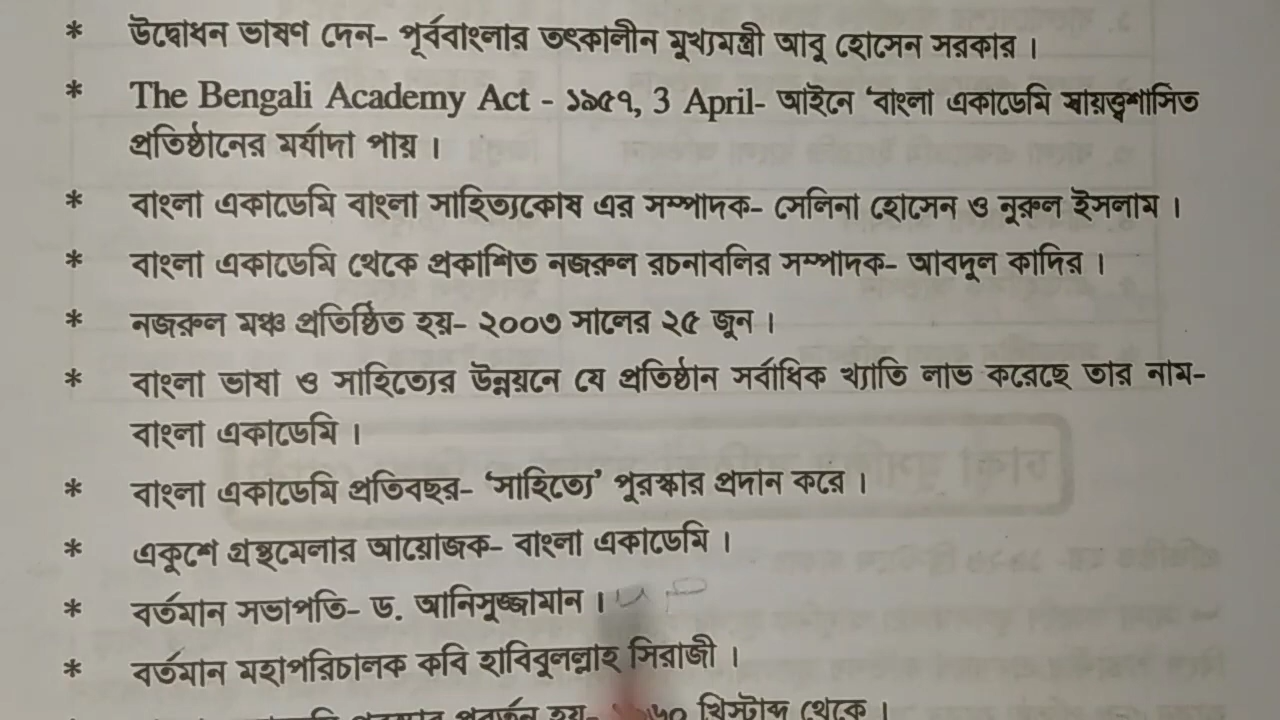 * উদ্বোধন ভাষণ দেন- পূর্ববাংলার তৎকালীন মুখ্যমন্ত্রী আবু হোসেন সরকার।
* The Bengali Academy Act - ১৯৫৭, 3 April- আইনে 'বাংলা একাডেমি স্বায়ত্ত্বশাসিত
প্রতিষ্ঠানের মর্যাদা পায়।
* বাংলা একাডেমি বাংলা সাহিত্যকোষ এর সম্পাদক- সেলিনা হোসেন ও নূরুল ইসলাম।
* বাংলা একাডেমি থেকে প্রকাশিত নজরুল রচনাবলির সম্পাদক- আবদুল কাদির।
* নজরুল মঞ্চ প্রতিষ্ঠিত হয়- ২০০৩ সালের ২৫ জুন।
* বাংলা ভাষা ও সাহিত্যের উন্নয়নে যে প্রতিষ্ঠান সর্বাধিক খ্যাতি লাভ করেছে তার নাম-
বাংলা একাডেমি।
* বাংলা একাডেমি প্রতিবছর- 'সাহিত্যে' পুরস্কার প্রদান করে।
* একুশে গ্রন্থমেলার আয়োজক- বাংলা একাডেমি।
* বর্তমান সভাপতি- ড. আনিসুজ্জামান।
* বর্তমান মহাপরিচালক কবি হাবিবুলল্লাহ সিরাজী।
হয়- খ্রিস্টাব্দ থেকে।